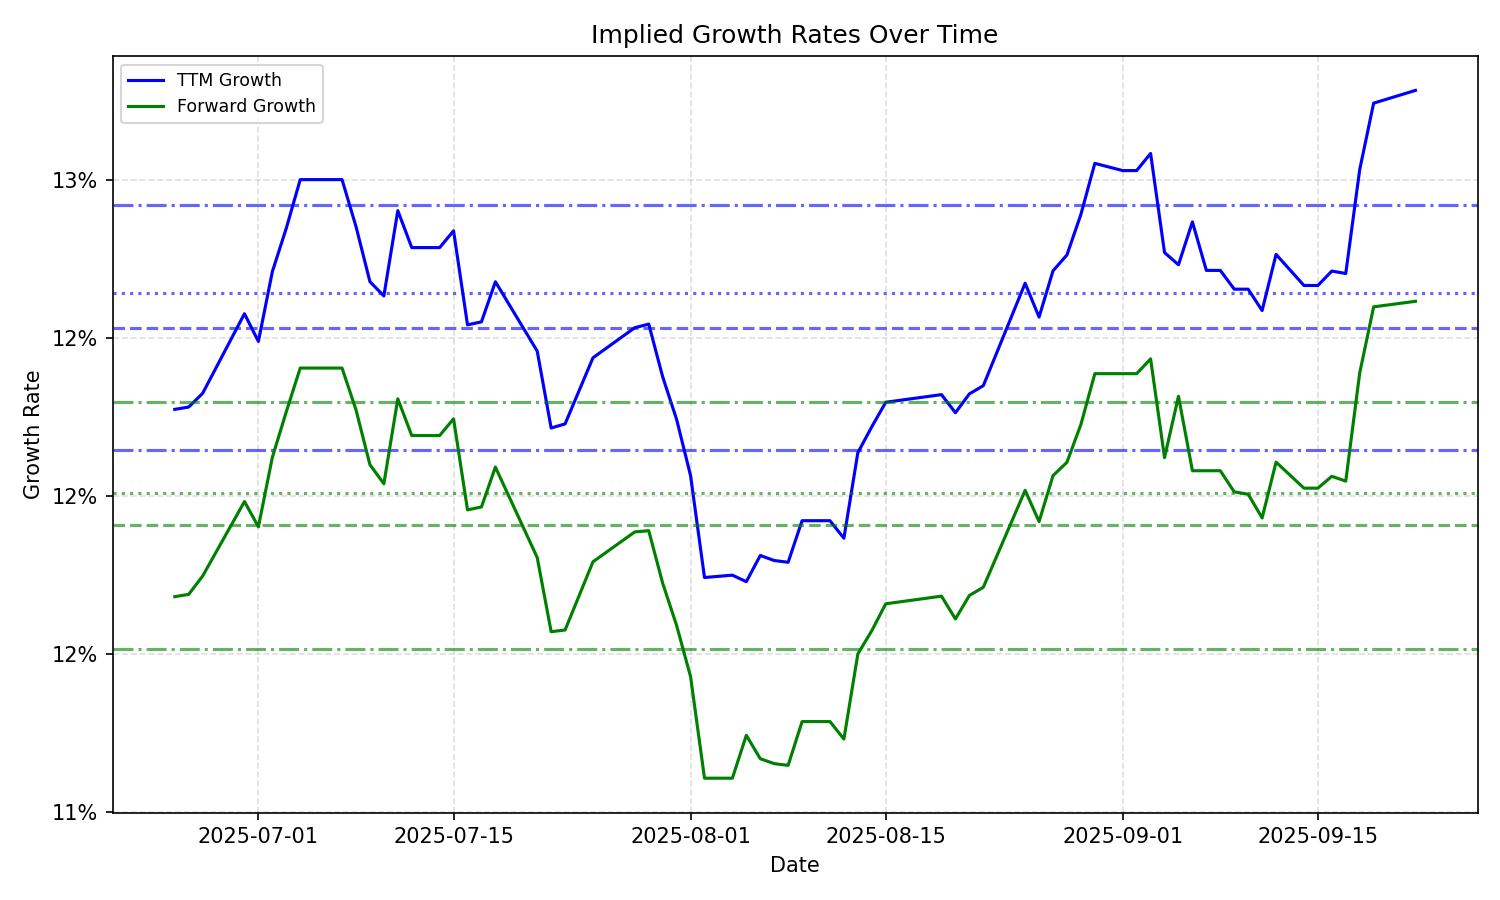 Implied Growth Rates Over Time
TTM Growth
Forward Growth
13%
12%
12%
12%
11%
Growth Rate
2025-07-01
2025-07-15
2025-08-01
2025-08-15
2025-09-01
2025-09-15
Date